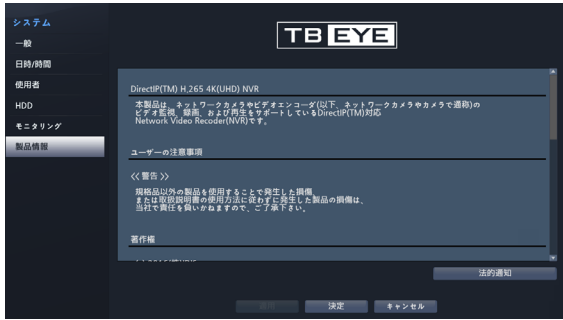 システム
一般
日時/時間
使用者
HDD
モニタリング
製品情報
TB EYE
DirectIP(TM) H.265 4K(UHD) NVR
本製品は、ネットワークカメラやビデオエンコーダ(以下、ネットワークカメラやカメラで通称)の
ビデオ監視、録画、および再生をサポートしているDirectIP(TM)対応
Network Video Recoder(NVR)です。
ユーザーの注意事項
<< 警告 >>
規格品以外の製品を使用することで発生した損傷、
または取扱説明書の使用方法に従わずに発生した製品の損傷は、
当社で責任を負いかねますので、ご了承下さい。
著作権
法的通知
決定
キャンセル